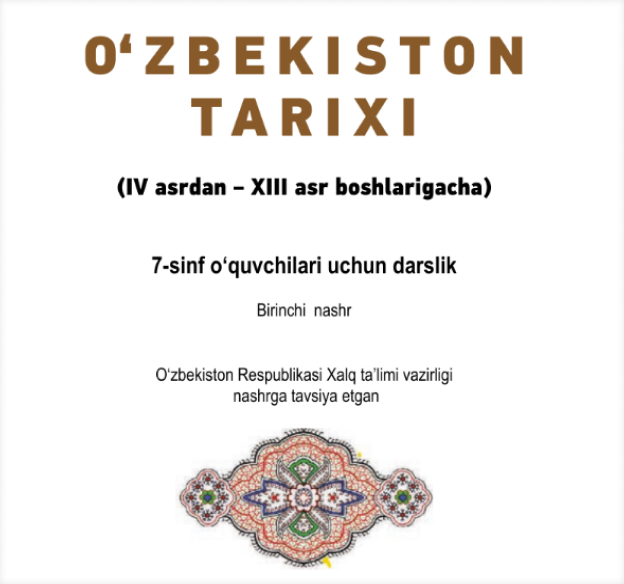 O‘ZBEKISTON
TARIXI
(IV asrdan – XIII asr boshlarigacha)
7-sinf o‘quvchilari uchun darslik
Birinchi nashr
O‘zbekiston Respublikasi Xalq ta’limi vazirligi
nashrga tavsiya etgan